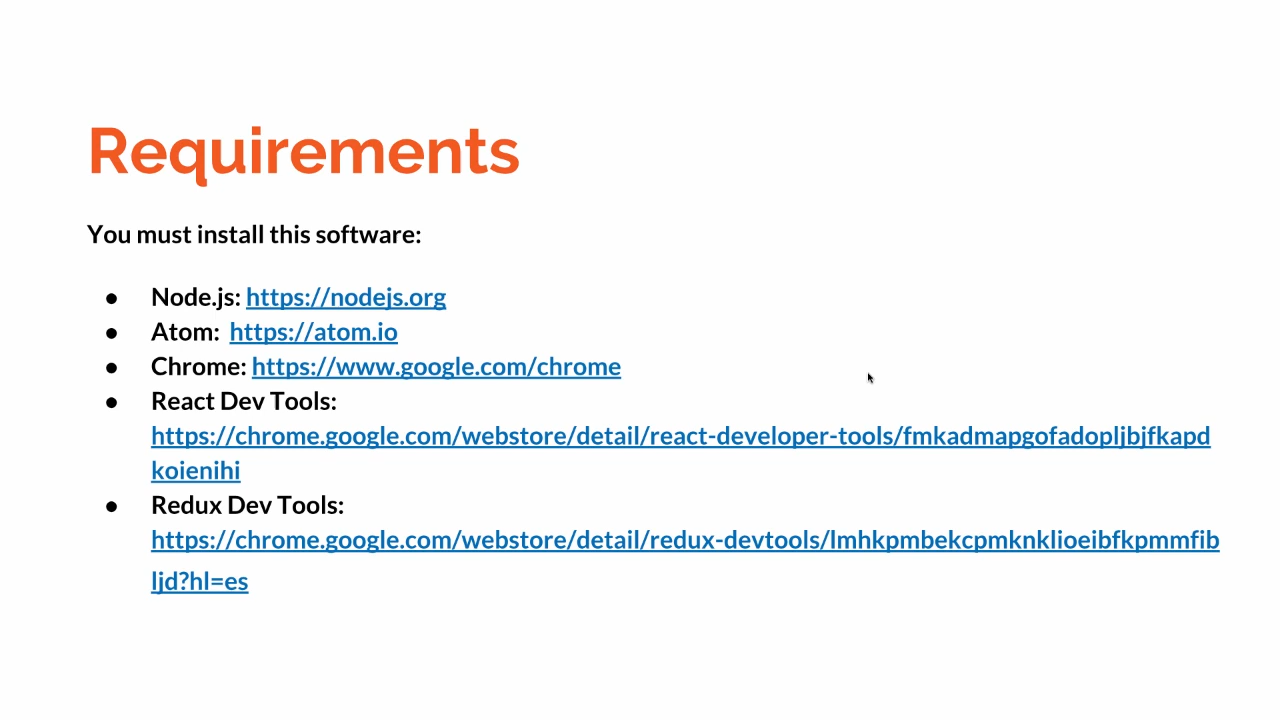 Requirements
You must install this software:
● Node.js: https://nodejs.org
● Atom: https://atom.io
● Chrome: https://www.google.com/chrome
● React Dev Tools:
https://chrome.google.com/webstore/detail/react-developer-tools/fmkadmapgofadopljbjfkapd
koienihi
● Redux Dev Tools:
https://chrome.google.com/webstore/detail/redux-devtools/lmhkpmbekcpmknklioeibfkpmmfib
ljd?hl=es